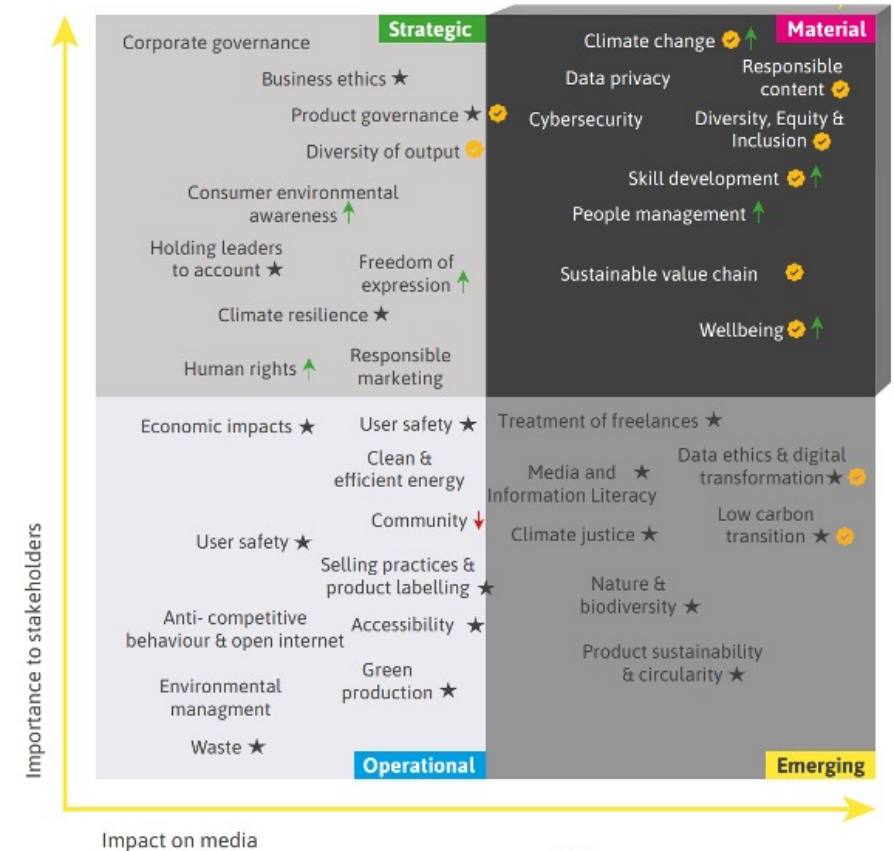 Strategic
Corporate governance
Business ethics
Product governance
Diversity of output
Consumer environmental
awareness
Holding leaders
to account
Freedom of
expression
Climate resilience
Human rights
Responsible
marketing
Material
Climate change
Data privacy
Responsible
content
Cybersecurity
Diversity, Equity &
Inclusion
Skill development
People management
Sustainable value chain
Wellbeing
Economic impacts
User safety
Clean &
efficient energy
Community
User safety
Selling practices &
product labelling
Anti- competitive
behaviour & open internet
Accessibility
Green
production
Environmental
managment
Waste
Operational
Treatment of freelances
Data ethics & digital
transformation
Media and
Information Literacy
Low carbon
transition
Climate justice
Nature &
biodiversity
Product sustainability
& circularity
Emerging
Importance to stakeholders
Impact on media